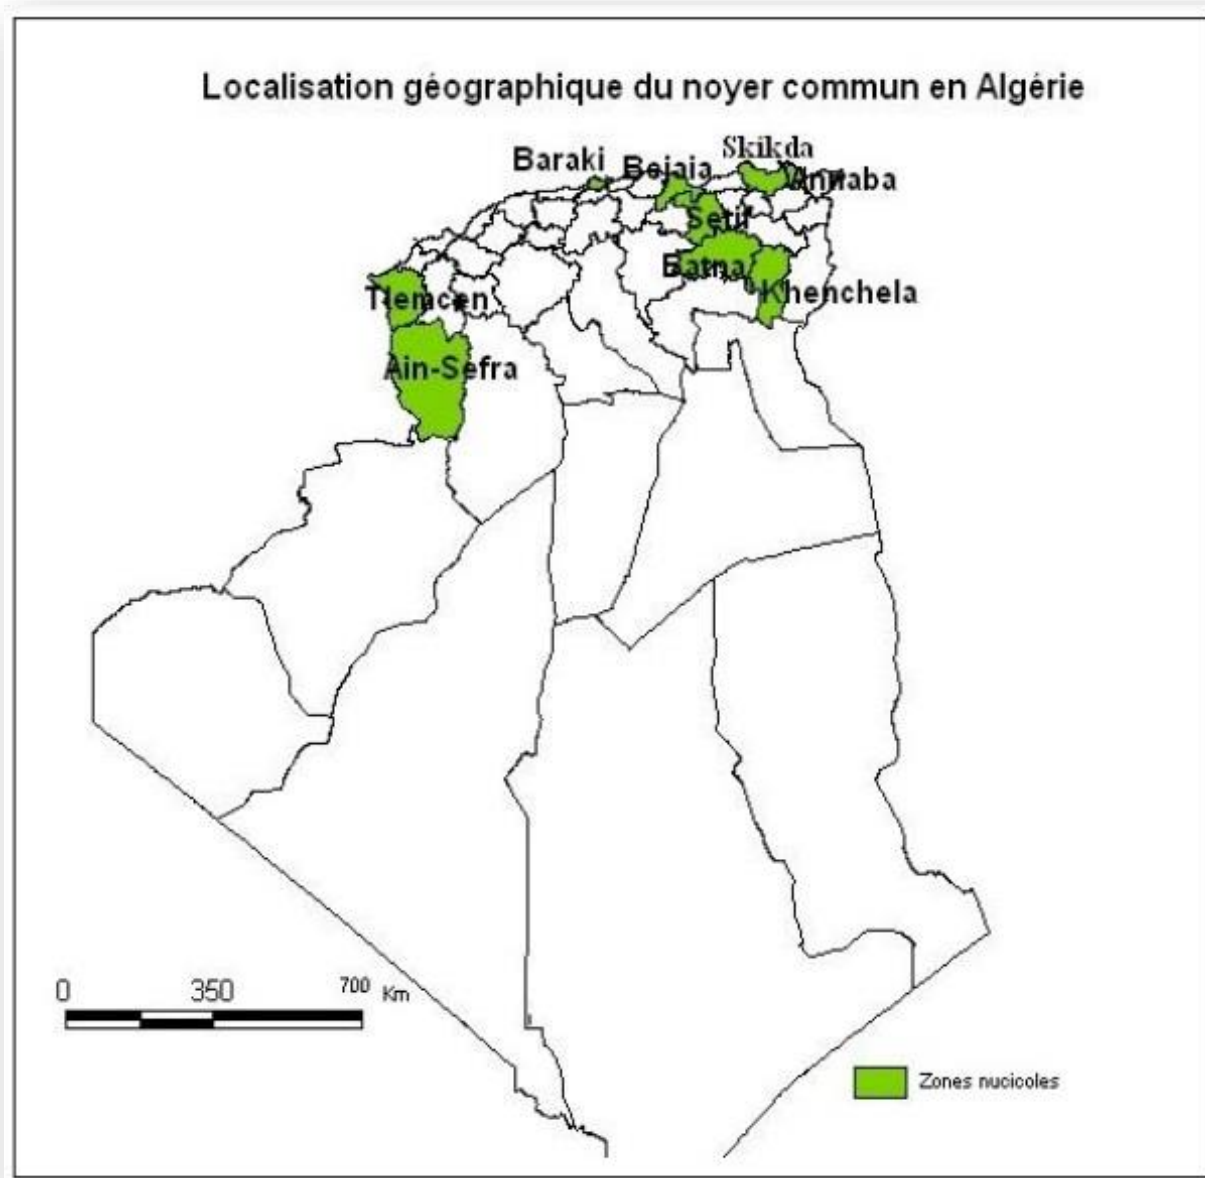 Localisation géographique du noyer commun en Algérie
Skikda
Baraki
Bejaia
Annaba
Setif
Batna
Khenchela
Tlemcen
Ain-Sefra
0 350 700 Km
Zones nucicoles